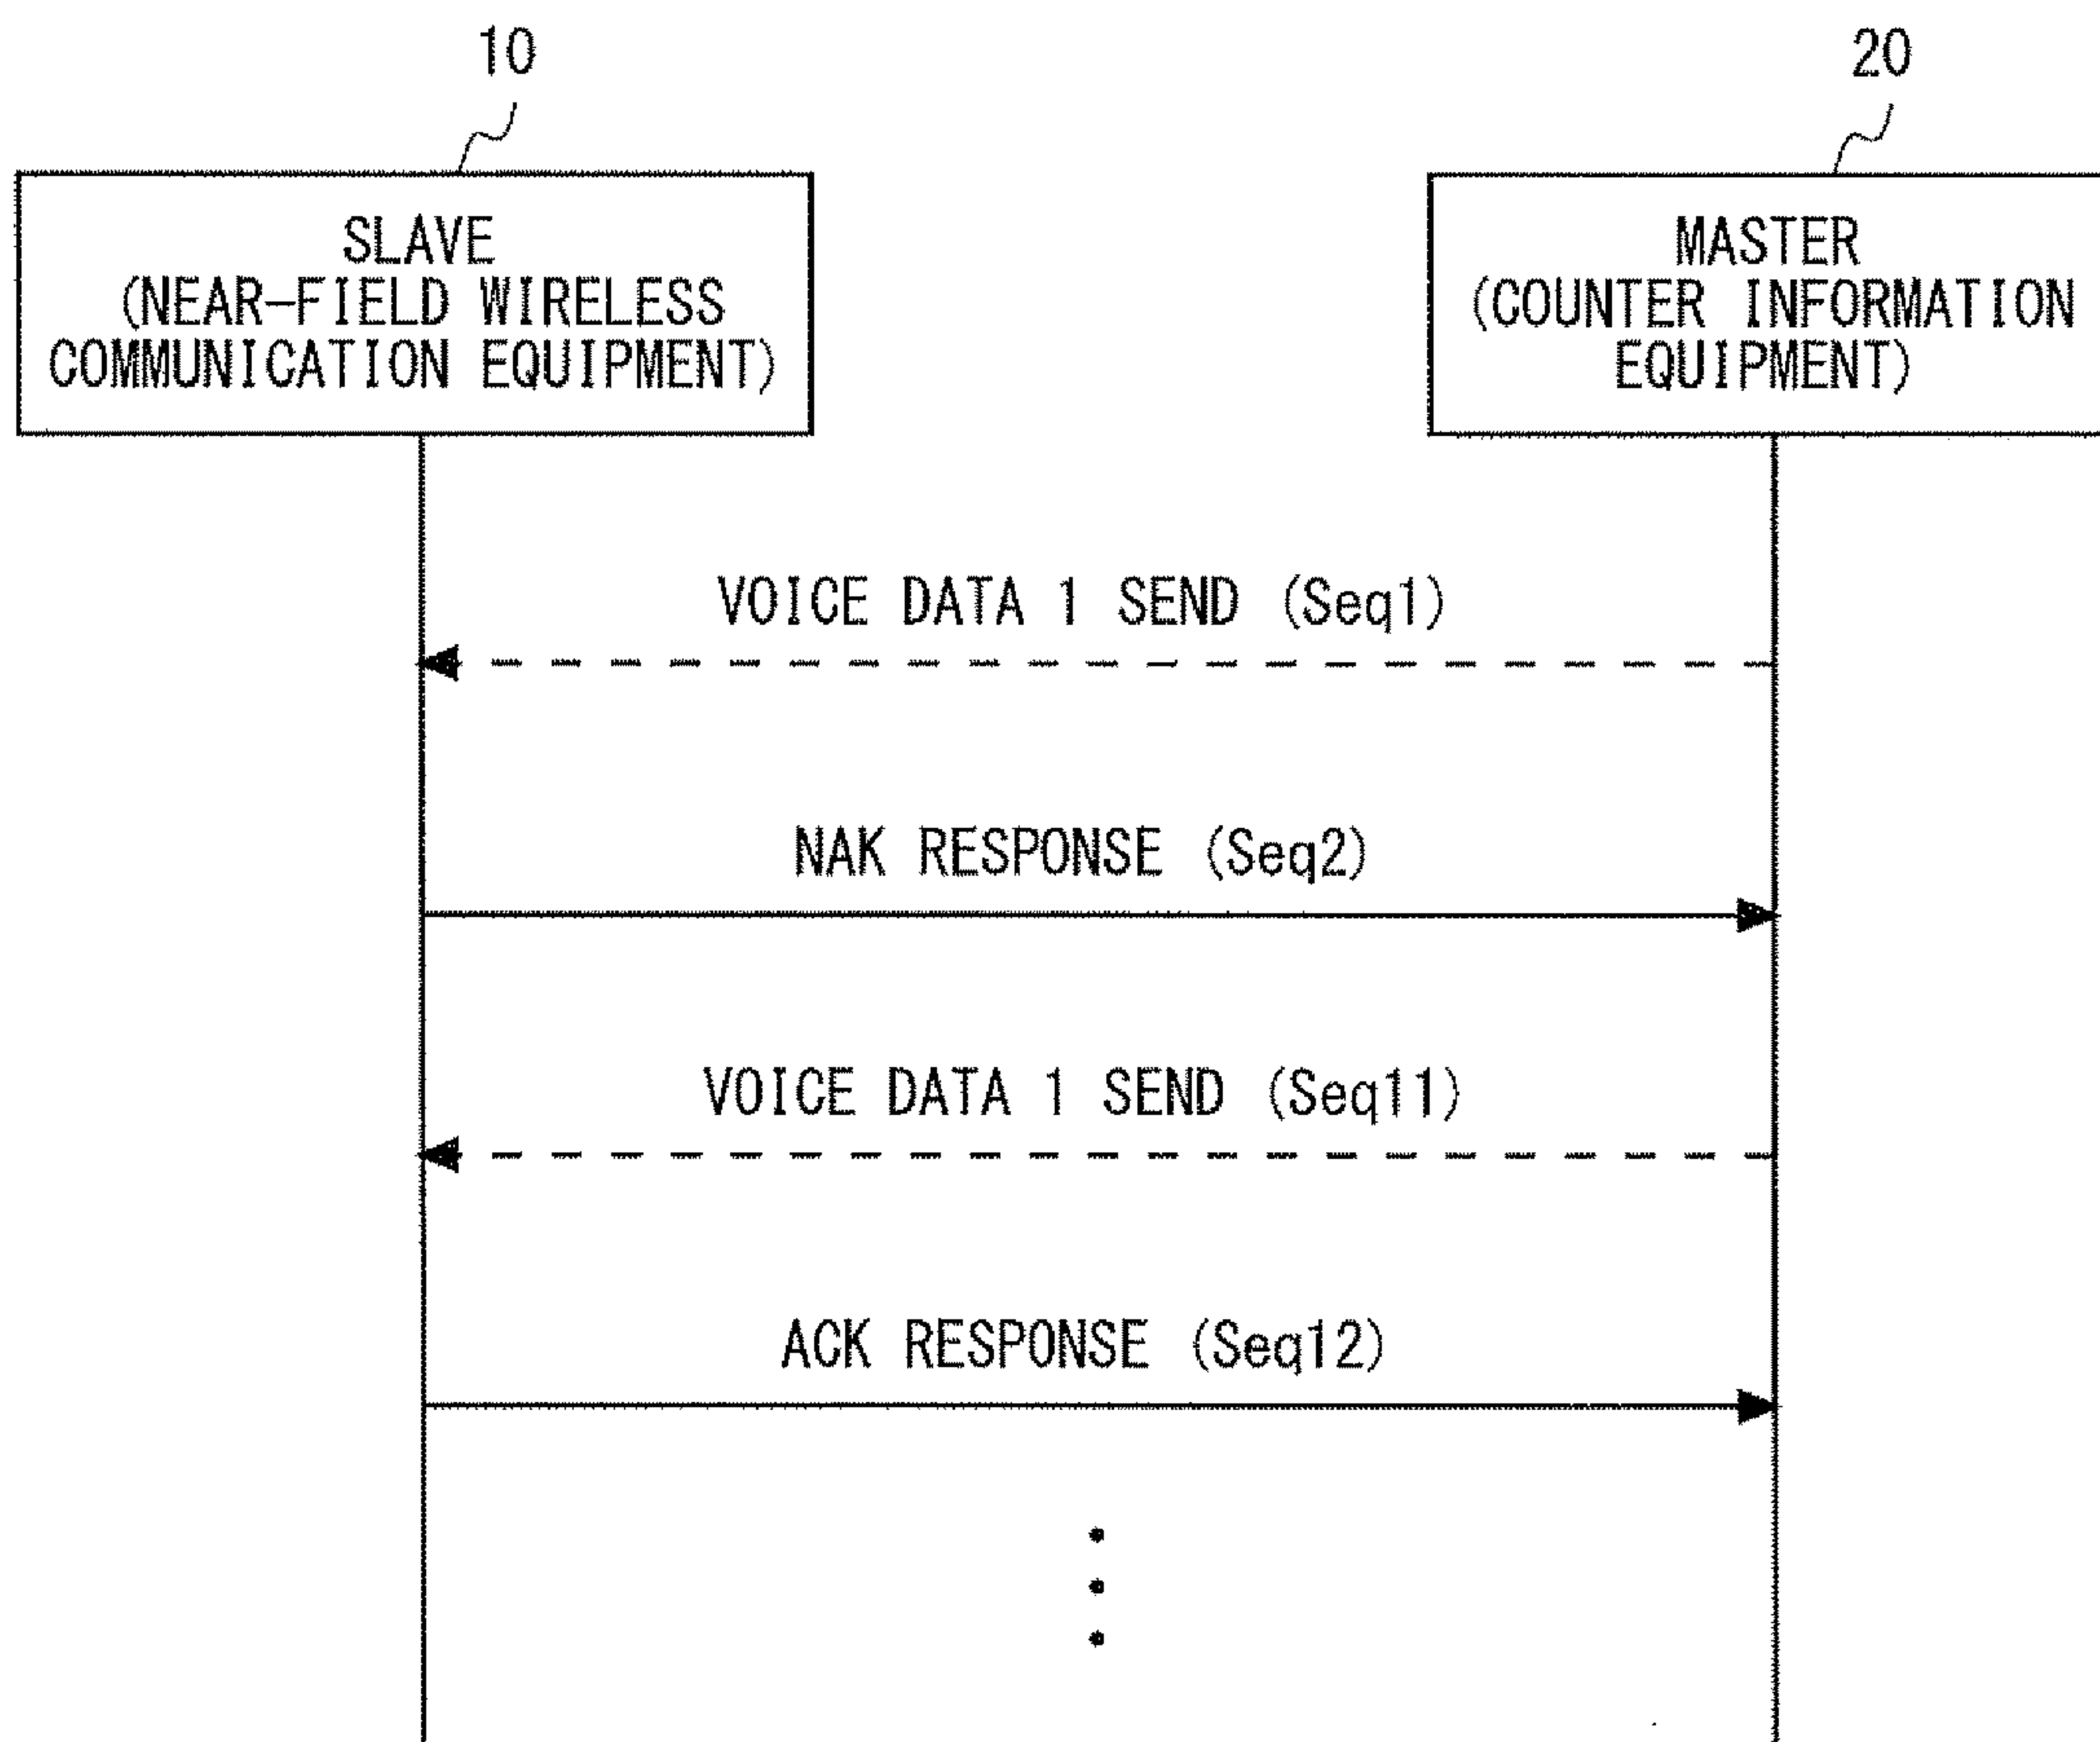 10
20
SLAVE
(NEAR-FIELD WIRELESS
COMMUNICATION EQUIPMENT)
MASTER
(COUNTER INFORMATION
EQUIPMENT)
VOICE DATA 1 SEND (Seq1)
NAK RESPONSE (Seq2)
VOICE DATA 1 SEND (Seq11)
ACK RESPONSE (Seq12)